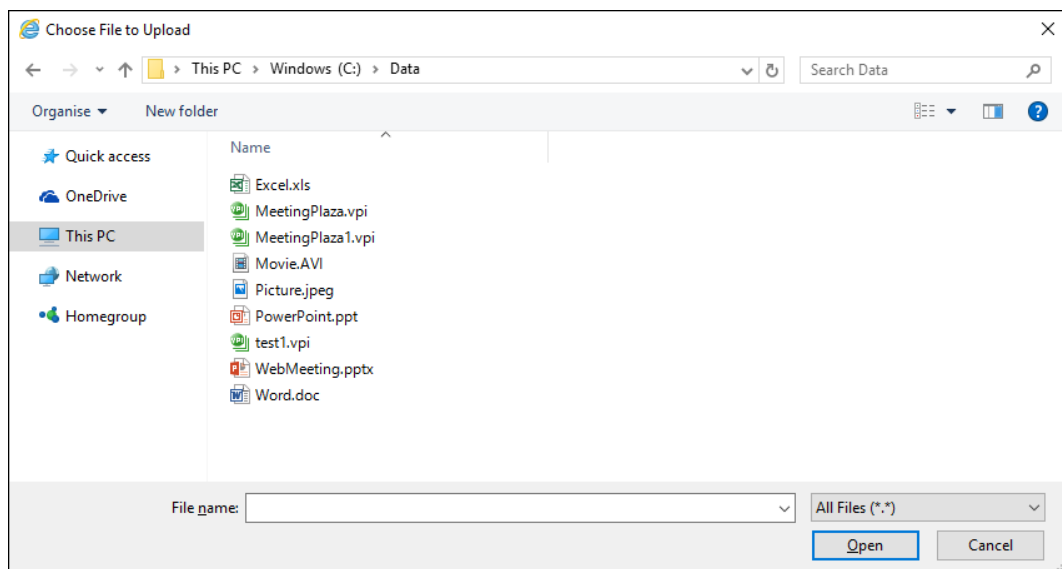 Choose File to Upload
This PC > Windows (C:) > Data
Search Data
Organise
New folder
Quick access
OneDrive
This PC
Network
Homegroup
Name
Excel.xls
MeetingPlaza.vpi
MeetingPlaza1.vpi
Movie.AVI
Picture.jpeg
PowerPoint.ppt
test1.vpi
WebMeeting.pptx
Word.doc
File name:
All Files (*.*)
Open
Cancel